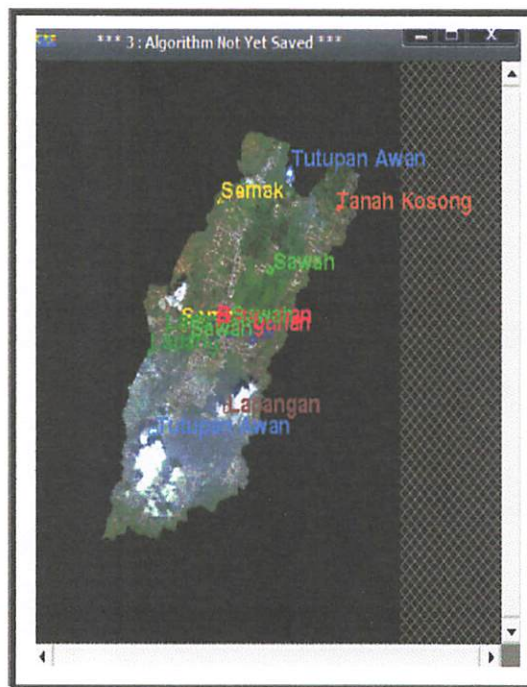 *** 3 : Algorithm Not Yet Saved ***
Tutupan Awan
Semak
Tanah Kosong
Sawah
Sawah
Lapangan
Tutupan Awan